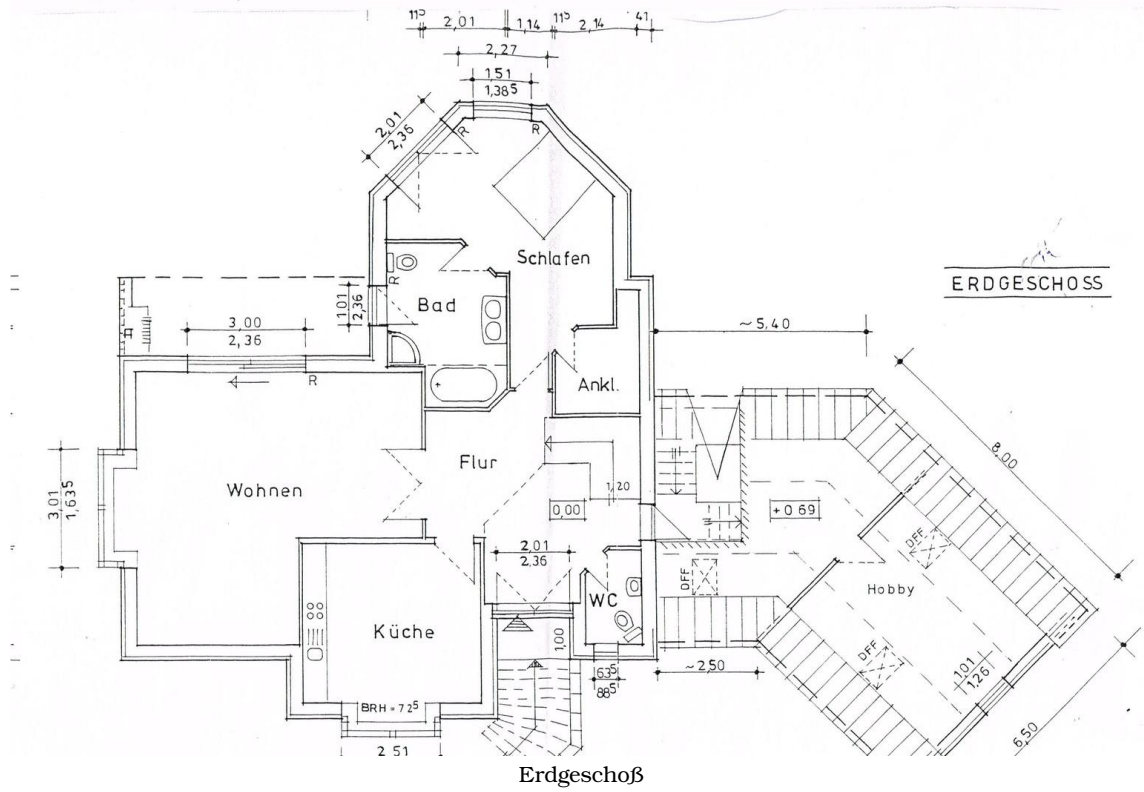 11⁵ 2,01 1,14 11⁵ 2,14 41
2,27
1,51
1,38⁵
2,01
2,36
R
R
Schlafen
ERDGESCHOSS
R
Bad
1,01
2,36
3,00
2,36
R
~5,40
Ankl.
8,00
Flur
Wohnen
3,01
1,635
1,20
0,00
+0 69
2,01
2,36
DFF
DFF
Hobby
WC
Küche
1,00
DFF
63⁵
88⁵
~2,50
1,01
1,26
BRH = 72⁵
2 51
6,50
Erdgeschoß